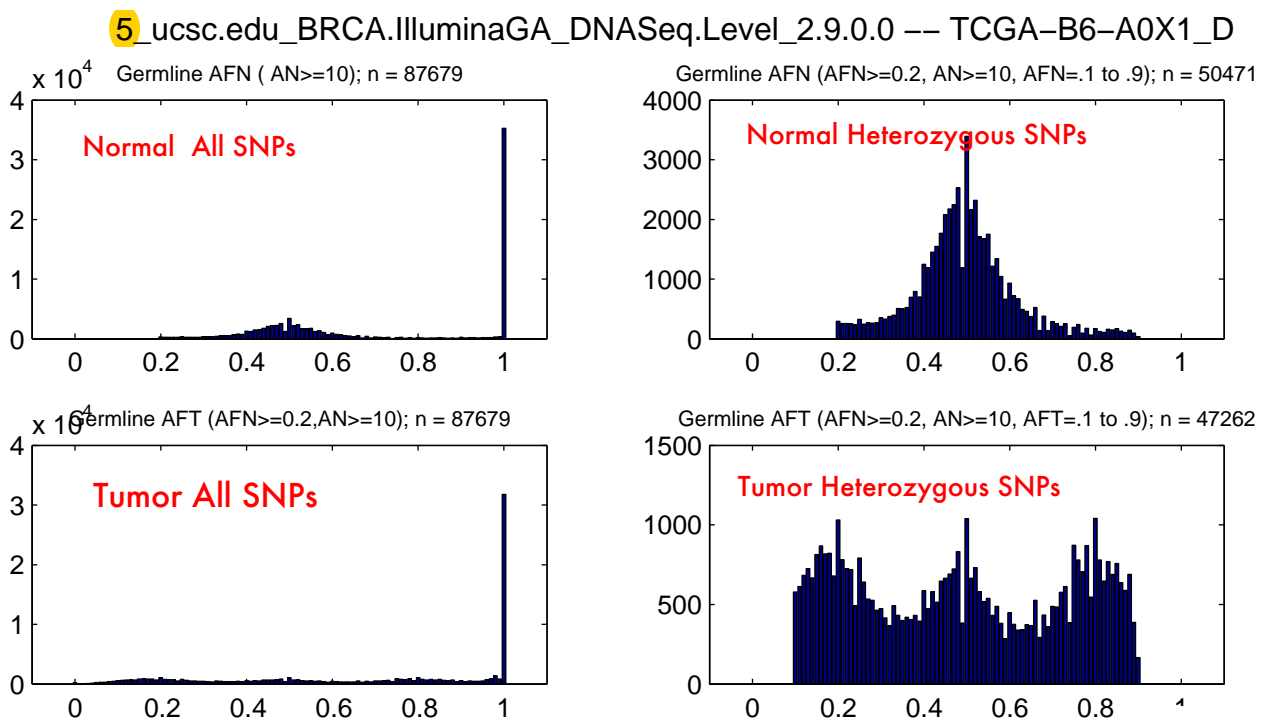 5_ucsc.edu_BRCA.IlluminaGA_DNASeq.Level_2.9.0.0 −− TCGA−B6−A0X1_D
Germline AFN ( AN>=10); n = 87679
x 10^4
Normal All SNPs
4
3
2
1
0
0 0.2 0.4 0.6 0.8 1
Germline AFN (AFN>=0.2, AN>=10, AFN=.1 to .9); n = 50471
Normal Heterozygous SNPs
4000
3000
2000
1000
0
0 0.2 0.4 0.6 0.8 1
Germline AFT (AFN>=0.2,AN>=10); n = 87679
x 10^4
Tumor All SNPs
4
3
2
1
0
0 0.2 0.4 0.6 0.8 1
Germline AFT (AFN>=0.2, AN>=10, AFT=.1 to .9); n = 47262
Tumor Heterozygous SNPs
1500
1000
500
0
0 0.2 0.4 0.6 0.8 1